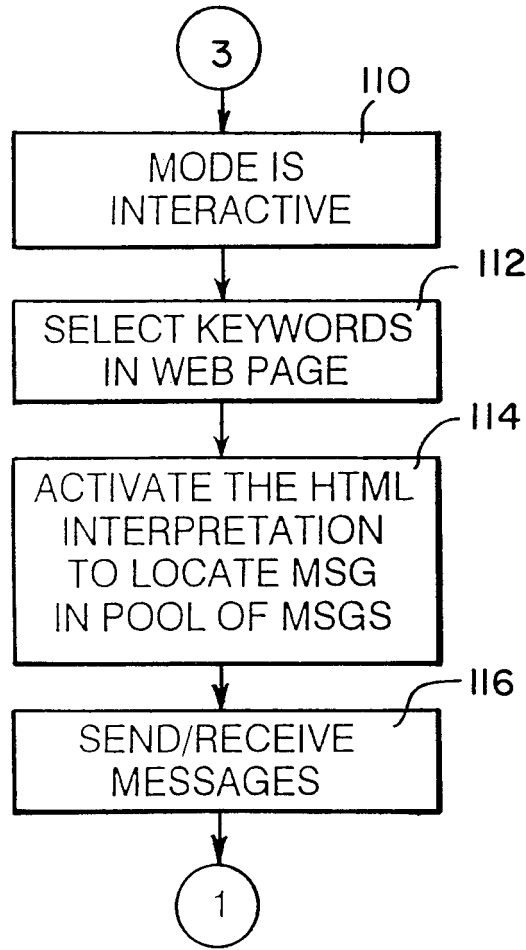 3
110
MODE IS
INTERACTIVE
112
SELECT KEYWORDS
IN WEB PAGE
114
ACTIVATE THE HTML
INTERPRETATION
TO LOCATE MSG
IN POOL OF MSGS
116
SEND/RECEIVE
MESSAGES
1